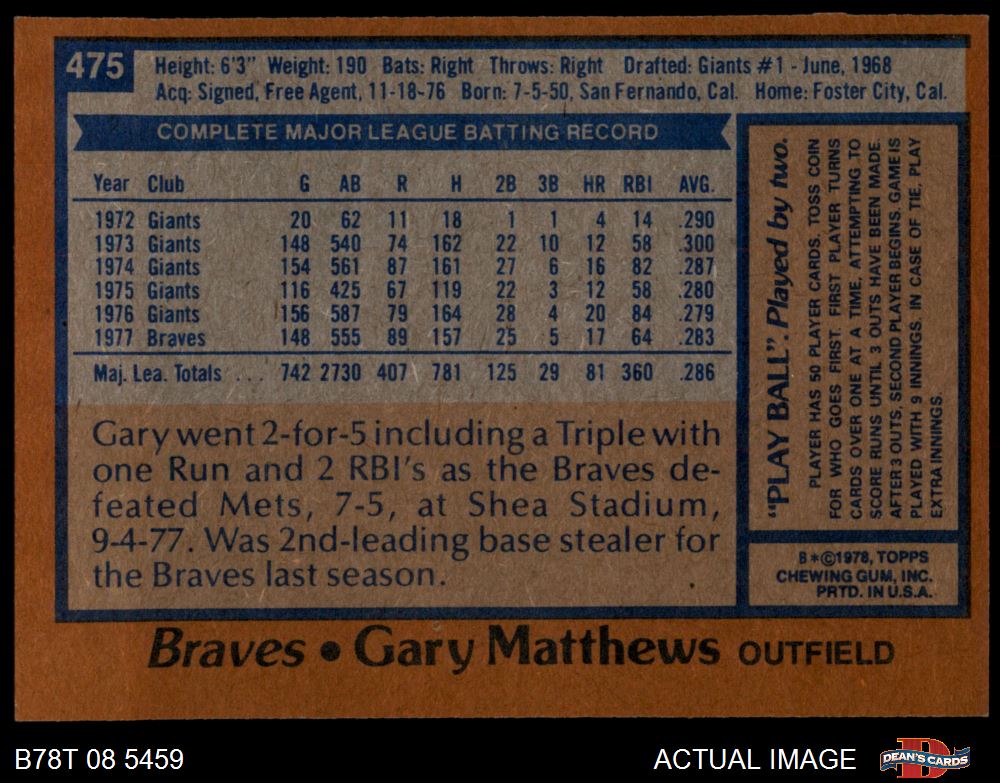 475
Height: 6'3" Weight: 190 Bats: Right Throws: Right Drafted: Giants #1 - June, 1968
Acq: Signed, Free Agent, 11-18-76 Born: 7-5-50, San Fernando, Cal. Home: Foster City, Cal.
COMPLETE MAJOR LEAGUE BATTING RECORD
Year Club G AB R H 2B 3B HR RBI AVG.
1972 Giants 20 62 11 18 1 1 4 14 .290
1973 Giants 148 540 74 162 22 10 12 58 .300
1974 Giants 154 561 87 161 27 6 16 82 .287
1975 Giants 116 425 67 119 22 3 12 58 .280
1976 Giants 156 587 79 164 28 4 20 84 .279
1977 Braves 148 555 89 157 25 5 17 64 .283
Maj. Lea. Totals ... 742 2730 407 781 125 29 81 360 .286
Gary went 2-for-5 including a Triple with
one Run and 2 RBI's as the Braves de-
feated Mets, 7-5, at Shea Stadium,
9-4-77. Was 2nd-leading base stealer for
the Braves last season.
"PLAY BALL". Played by two.
PLAYER HAS 50 PLAYER CARDS. TOSS COIN
FOR WHO GOES FIRST. FIRST PLAYER TURNS
CARDS OVER ONE AT A TIME, ATTEMPTING TO
SCORE RUNS UNTIL 3 OUTS HAVE BEEN MADE.
AFTER 3 OUTS, SECOND PLAYER BEGINS. GAME IS
PLAYED WITH 9 INNINGS. IN CASE OF TIE, PLAY
EXTRA INNINGS.
B*©1978, TOPPS
CHEWING GUM, INC.
PRTD. IN U.S.A.
Braves • Gary Matthews OUTFIELD
B78T 08 5459
ACTUAL IMAGE
D
DEAN'S CARDS